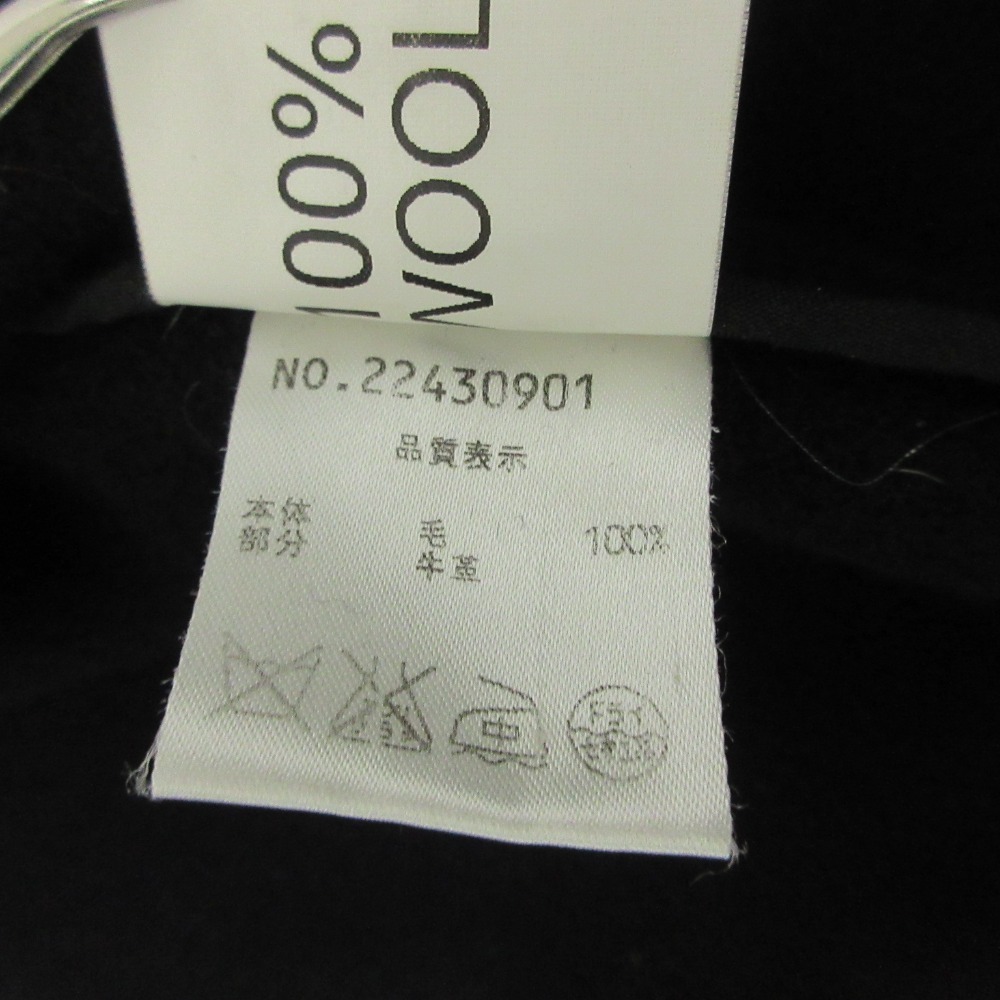 100%
WOOL
NO.22430901
品質表示
本体 毛 100%
部分 牛革
中